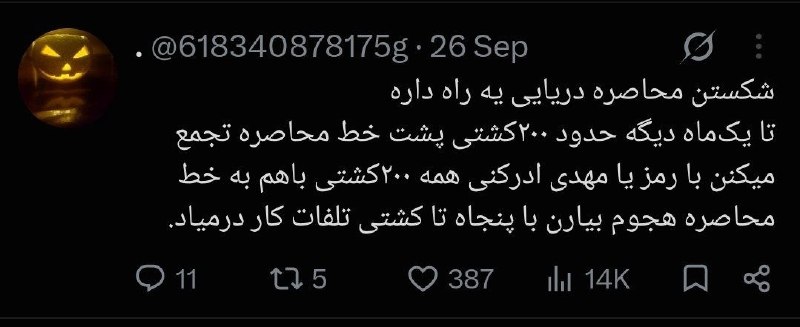 . @618340878175g · 26 Sep
شکستن محاصره دریایی یه راه داره
تا یک‌ماه دیگه حدود ۲۰۰کشتی پشت خط محاصره تجمع
میکنن با رمز یا مهدی ادرکنی همه ۲۰۰کشتی باهم به خط
محاصره هجوم بیارن با پنجاه تا کشتی تلفات کار درمیاد.
11 5 387 14K